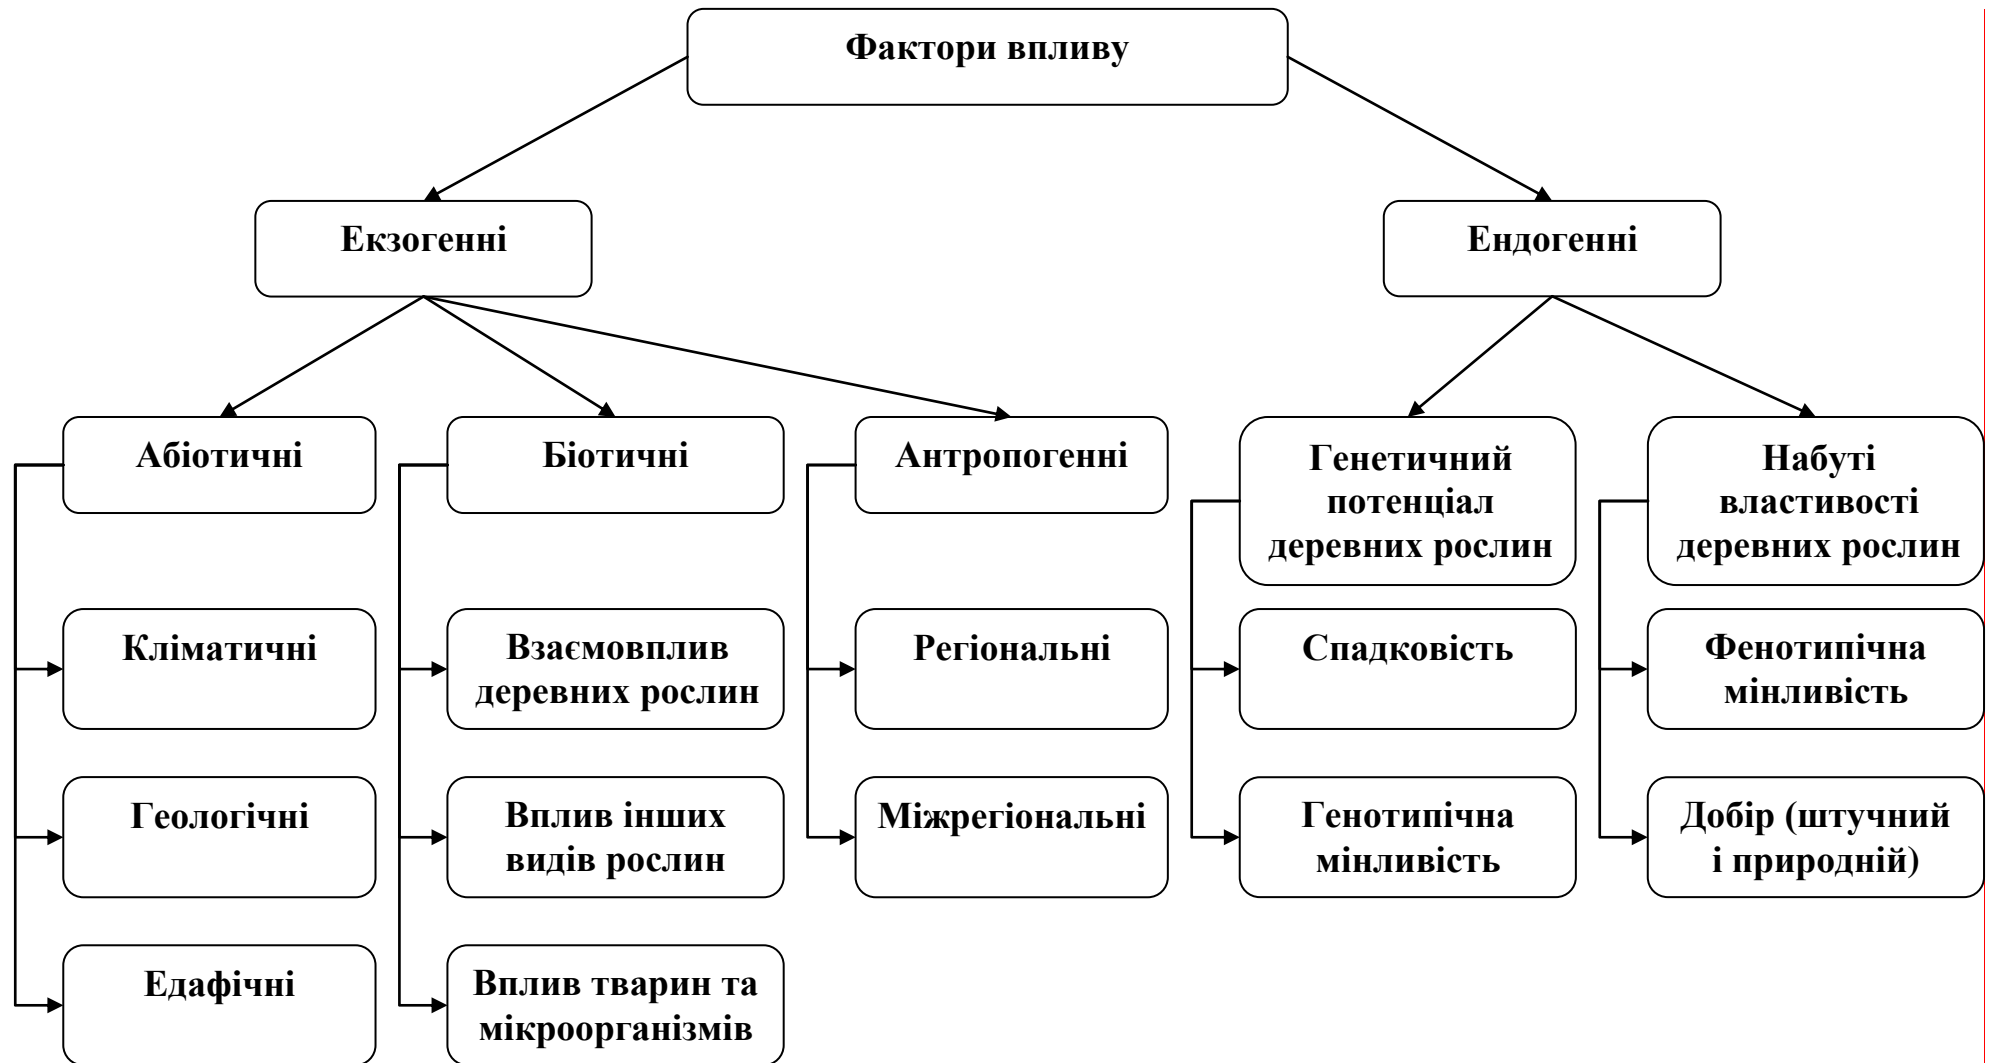 Фактори впливу
Екзогенні
Ендогенні
Абіотичні
Біотичні
Антропогенні
Генетичний
потенціал
деревних рослин
Набуті
властивості
деревних рослин
Кліматичні
Взаємовплив
деревних рослин
Регіональні
Спадковість
Фенотипічна
мінливість
Геологічні
Вплив інших
видів рослин
Міжрегіональні
Генотипічна
мінливість
Добір (штучний
і природній)
Едафічні
Вплив тварин та
мікроорганізмів